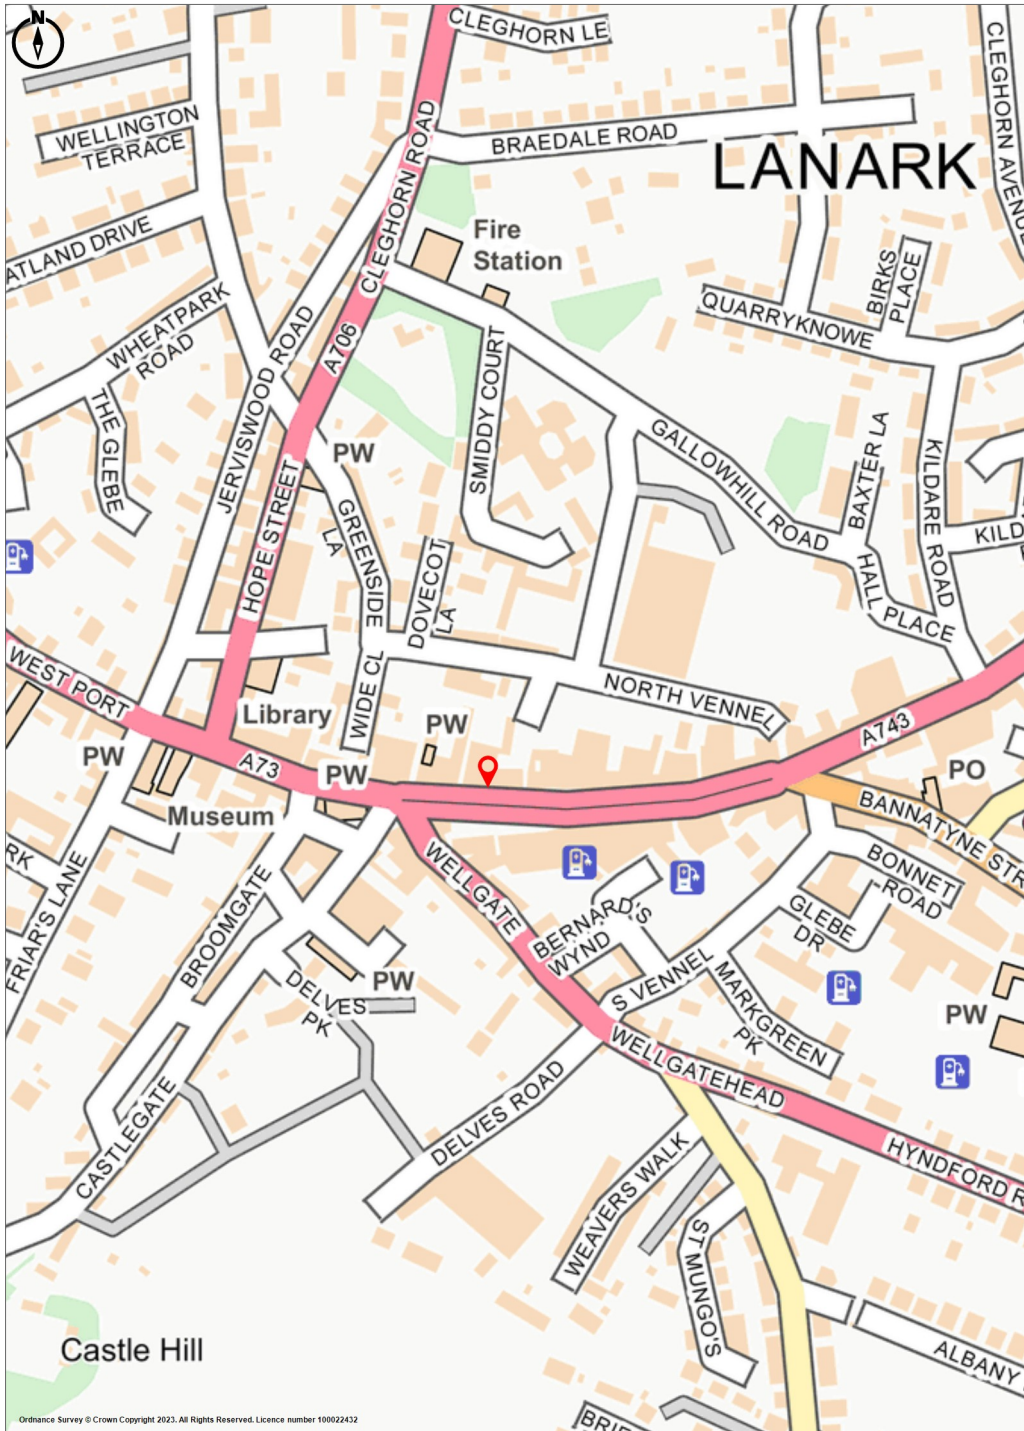 N
CLEGHORN LE
CLEGHORN AVENU
WELLINGTON
TERRACE
CLEGHORN ROAD
BRAEDALE ROAD
LANARK
ATLAND DRIVE
Fire
Station
BIRKS
PLACE
WHEATPARK
ROAD
QUARRYKNOWE
A706
JERVISWOOD ROAD
SMIDDY COURT
THE GLEBE
PW
GALLOWHILL ROAD
BAXTER LA
KILDARE ROAD
HOPE STREET
GREENSIDE
LA
DOVECOT
LA
KILD
HALL PLACE
WEST PORT
WIDE CL
NORTH VENNEL
Library
PW
PW
A73
PW
A743
PO
Museum
BANNATYNE STR
RK
FRIAR'S LANE
BROOMGATE
WELLGATE
BONNET
ROAD
GLEBE
DR
BERNARD'S
WYND
PW
DELVES
PK
S VENNEL
MARKGREEN
PK
PW
WELLGATEHEAD
CASTLEGATE
DELVES ROAD
HYNDFORD R
WEAVERS WALK
ST MUNGO'S
Castle Hill
ALBANY
BRIE
Ordnance Survey © Crown Copyright 2023. All Rights Reserved. Licence number 100022432